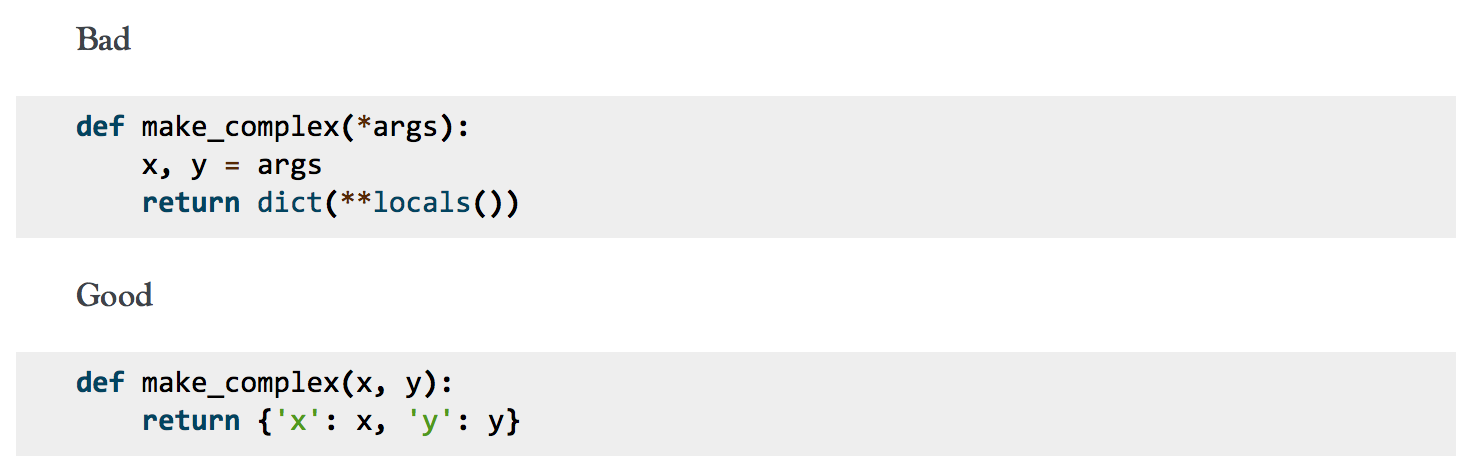 Bad
def make_complex(*args):
    x, y = args
    return dict(**locals())
Good
def make_complex(x, y):
    return {'x': x, 'y': y}